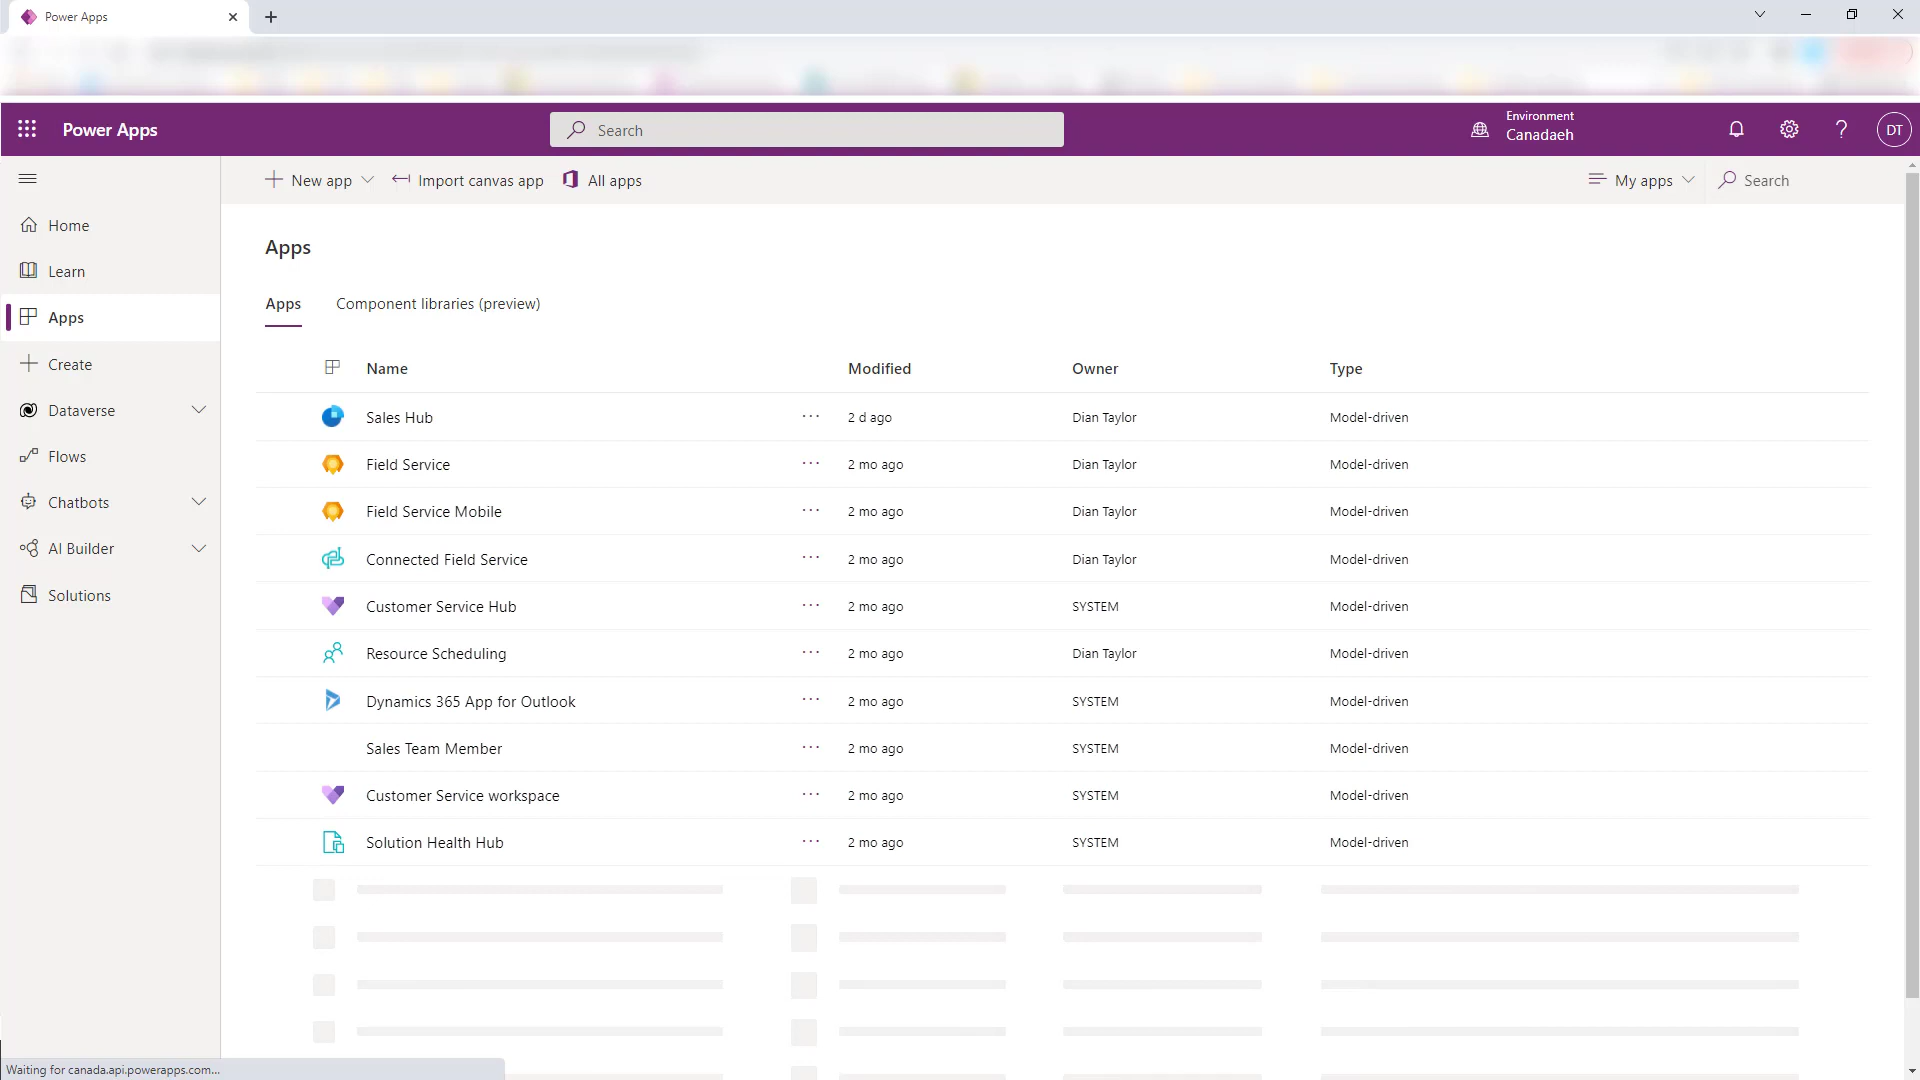 Power Apps
Power Apps
Search
Environment
Canadaeh
?
DT
New app
Import canvas app
All apps
My apps
Search
Home
Learn
Apps
Create
Dataverse
Flows
Chatbots
AI Builder
Solutions
Apps
Apps
Component libraries (preview)
Name Modified Owner Type
Sales Hub ... 2 d ago Dian Taylor Model-driven
Field Service ... 2 mo ago Dian Taylor Model-driven
Field Service Mobile ... 2 mo ago Dian Taylor Model-driven
Connected Field Service ... 2 mo ago Dian Taylor Model-driven
Customer Service Hub ... 2 mo ago SYSTEM Model-driven
Resource Scheduling ... 2 mo ago Dian Taylor Model-driven
Dynamics 365 App for Outlook ... 2 mo ago SYSTEM Model-driven
Sales Team Member ... 2 mo ago SYSTEM Model-driven
Customer Service workspace ... 2 mo ago SYSTEM Model-driven
Solution Health Hub ... 2 mo ago SYSTEM Model-driven
Waiting for canada.api.powerapps.com...